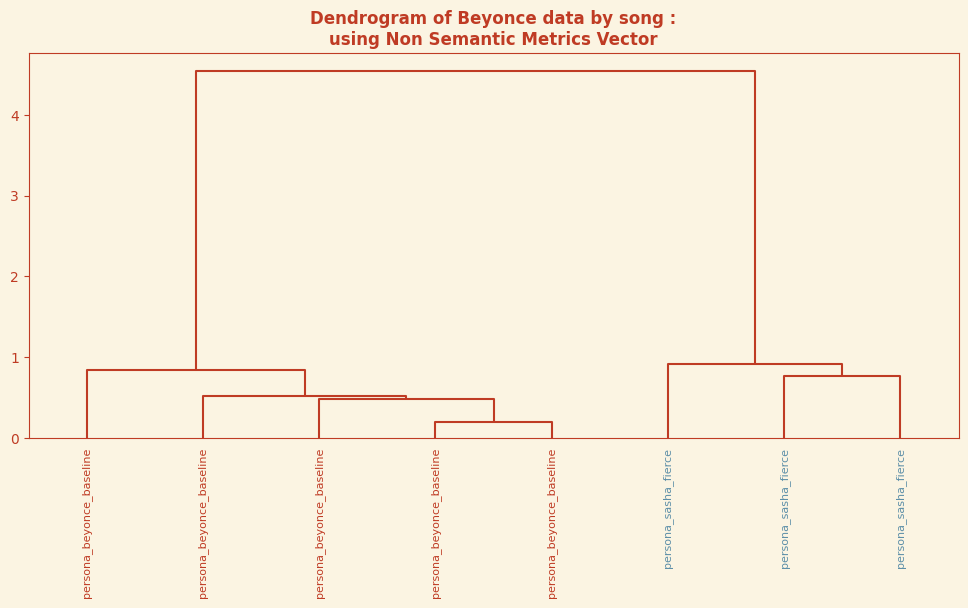 Dendrogram of Beyonce data by song :
using Non Semantic Metrics Vector
4
3
2
1
0
persona_beyonce_baseline
persona_beyonce_baseline
persona_beyonce_baseline
persona_beyonce_baseline
persona_beyonce_baseline
persona_sasha_fierce
persona_sasha_fierce
persona_sasha_fierce